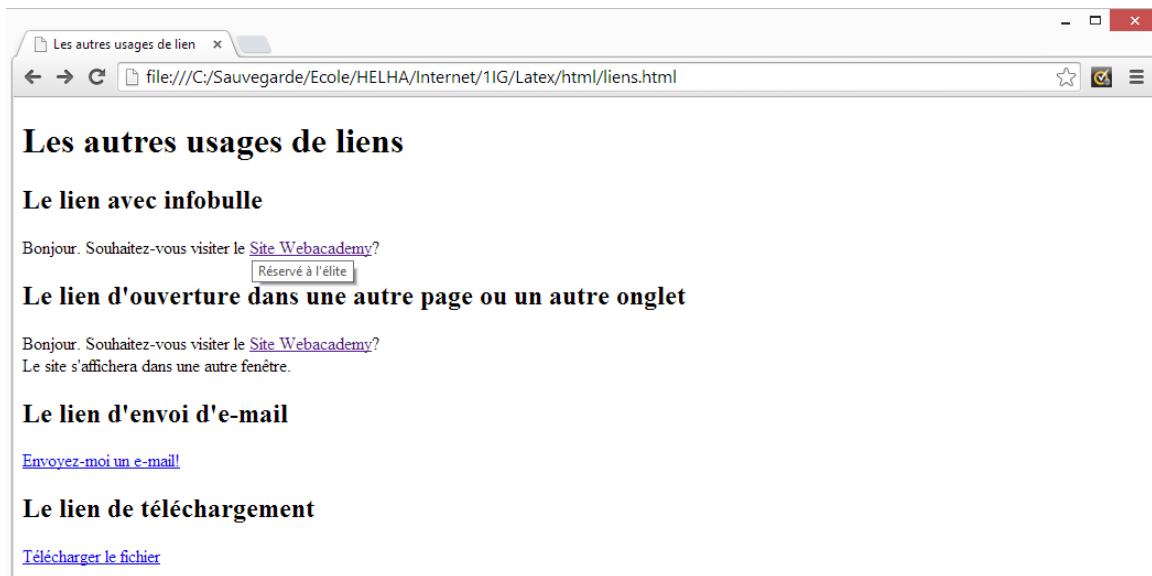 Les autres usages de lien
file:///C:/Sauvegarde/Ecole/HELHA/Internet/1IG/Latex/html/liens.html
Les autres usages de liens
Le lien avec infobulle
Bonjour. Souhaitez-vous visiter le Site Webacademy?
Réservé à l'élite
Le lien d'ouverture dans une autre page ou un autre onglet
Bonjour. Souhaitez-vous visiter le Site Webacademy?
Le site s'affichera dans une autre fenêtre.
Le lien d'envoi d'e-mail
Envoyez-moi un e-mail!
Le lien de téléchargement
Télécharger le fichier